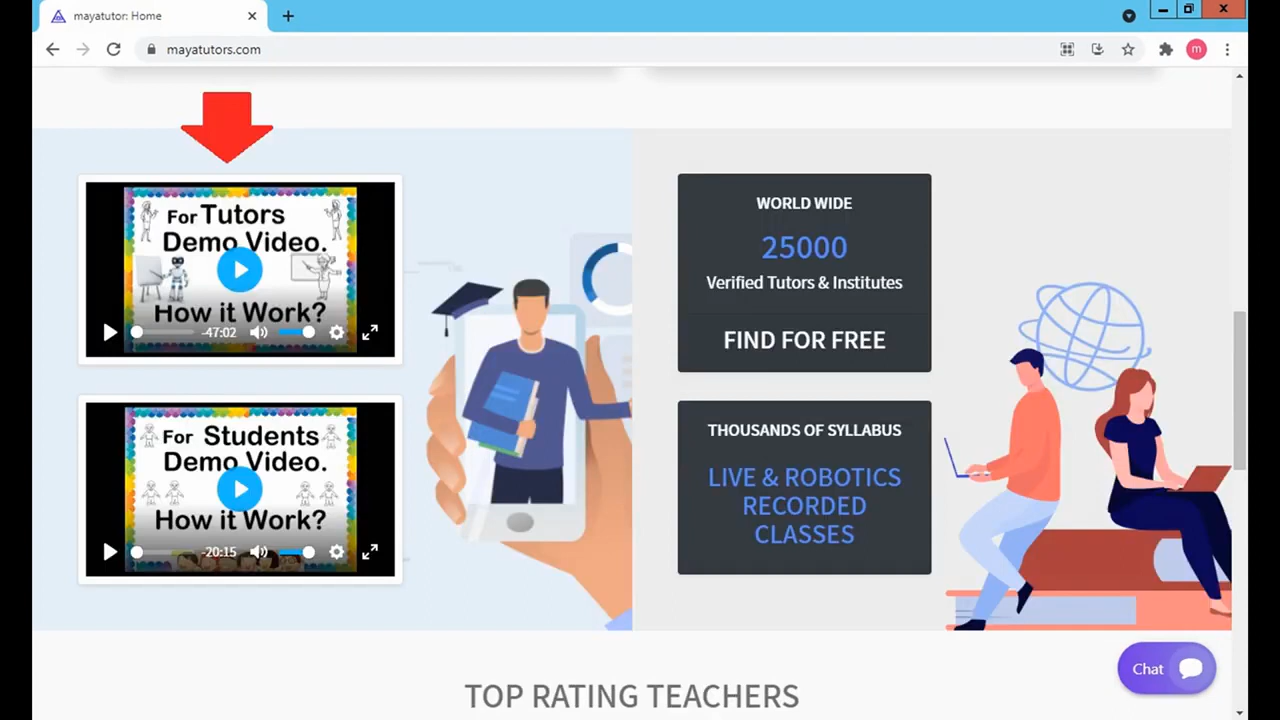 mayatutor: Home
mayatutors.com
m
For Tutors
Demo Video.
How it Work?
-47:02
For Students
Demo Video.
How it Work?
-20:15
WORLD WIDE
25000
Verified Tutors & Institutes
FIND FOR FREE
THOUSANDS OF SYLLABUS
LIVE & ROBOTICS
RECORDED
CLASSES
Chat
TOP RATING TEACHERS